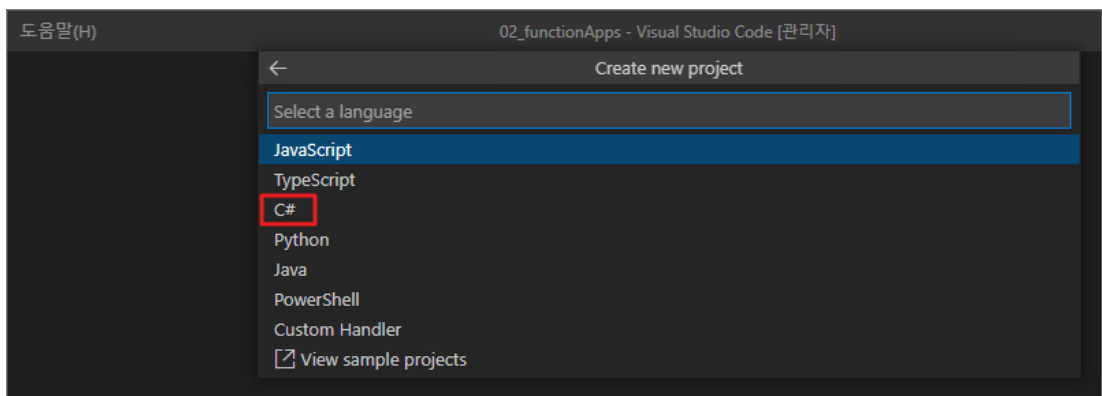 도움말(H) 02_functionApps - Visual Studio Code [관리자]
Create new project
Select a language
JavaScript
TypeScript
C#
Python
Java
PowerShell
Custom Handler
View sample projects